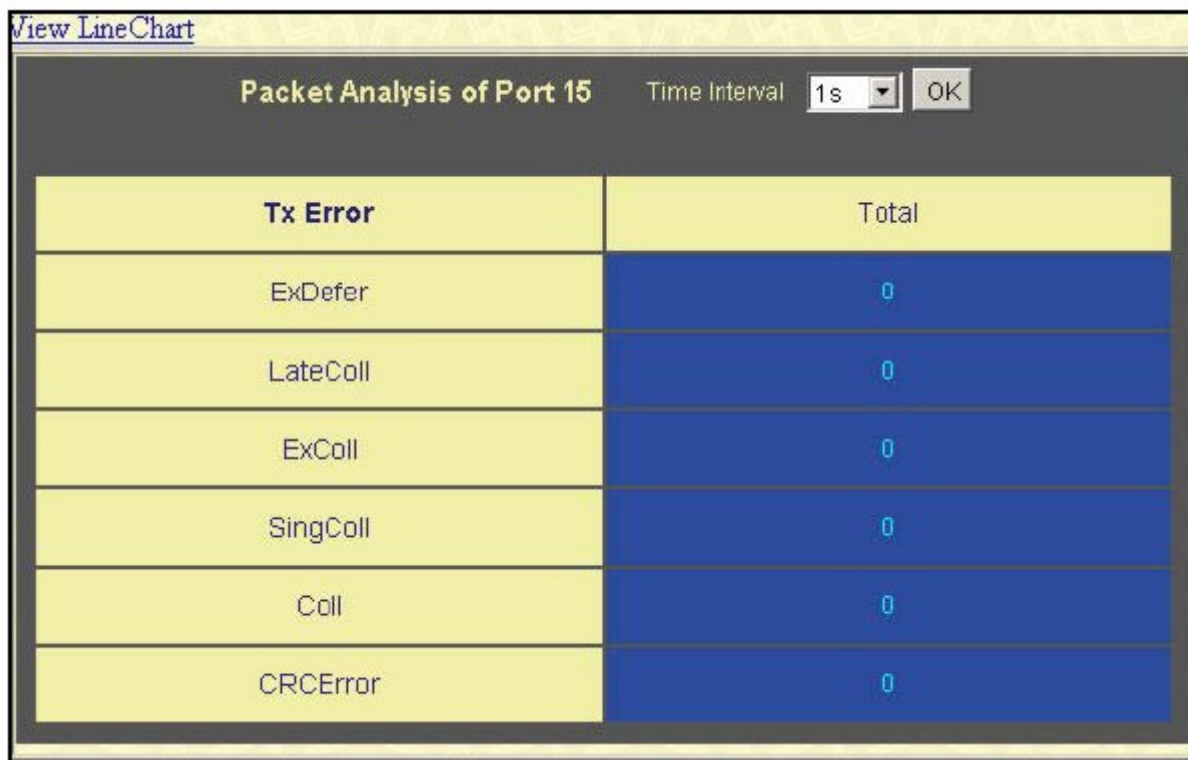 View LineChart
Packet Analysis of Port 15 Time Interval 1s OK
Tx Error Total
ExDefer 0
LateColl 0
ExColl 0
SingColl 0
Coll 0
CRCError 0